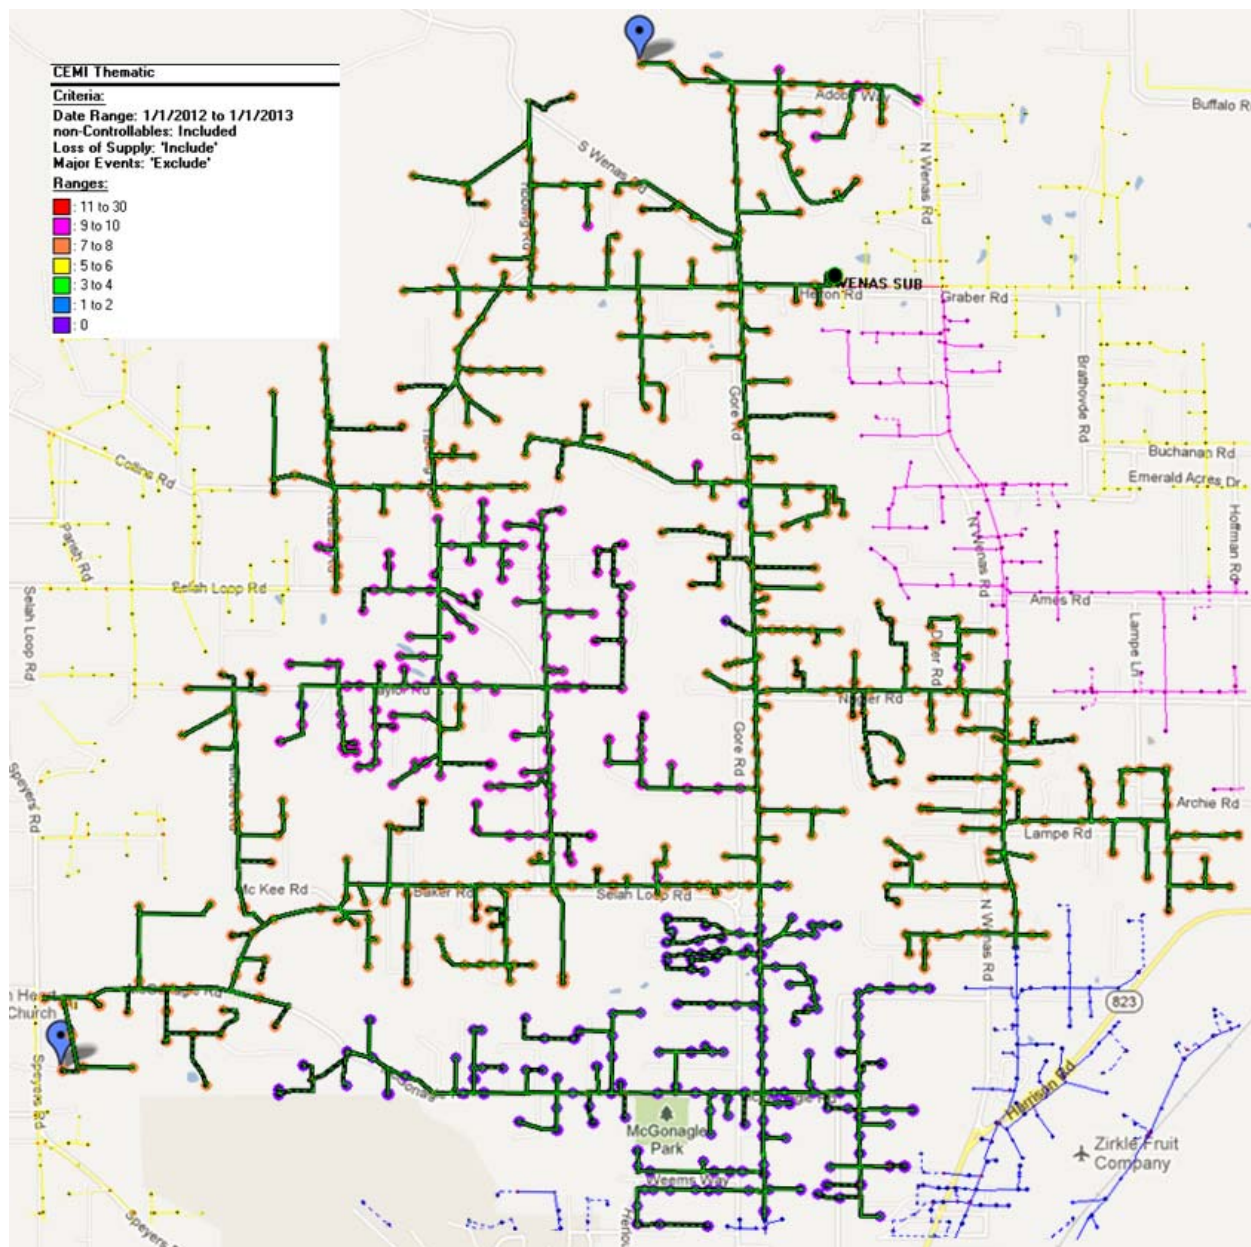 CEMI Thematic
Criteria:
Date Range: 1/1/2012 to 1/1/2013
non-Controllables: Included
Loss of Supply: 'Include'
Major Events: 'Exclude'
Ranges:
: 11 to 30
: 9 to 10
: 7 to 8
: 5 to 6
: 3 to 4
: 1 to 2
: 0
Adobe Way
Buffalo R
S Wenas Rd
N Wenas Rd
WENAS SUB
Graber Rd
Gore Rd
Brathovde Rd
Buchanan Rd
Emerald Acres Dr
Collins Rd
Parish Rd
Hoffman Rd
N Wenas Rd
Selah Loop Rd
Selah Loop Rd
Ames Rd
Lampe Ln
Gore Rd
Speyers Rd
Archie Rd
Lampe Rd
Mc Kee Rd
Baker Rd
Selah Loop Rd
N Wenas Rd
Church
823
Speyers Rd
Harrison Rd
McGonagle
Park
Zirkle Fruit
Company
Weems Way
Speyers